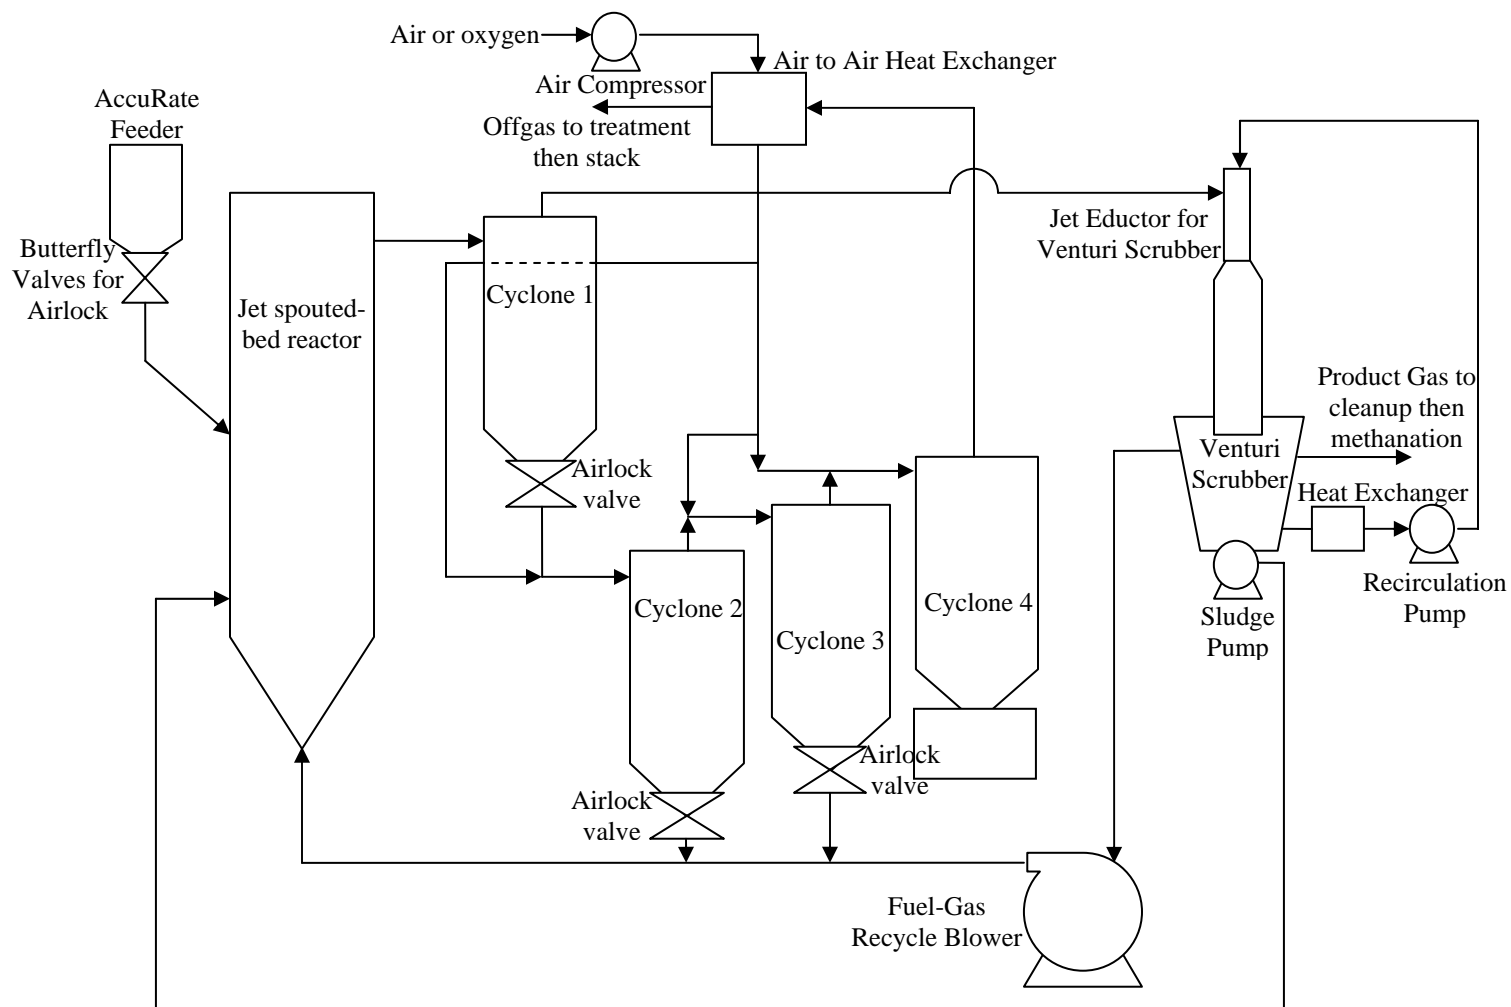 Air or oxygen
Air to Air Heat Exchanger
Air Compressor
AccuRate
Feeder
Offgas to treatment
then stack
Jet Eductor for
Venturi Scrubber
Butterfly
Valves for
Airlock
Cyclone 1
Jet spouted-
bed reactor
Product Gas to
cleanup then
methanation
Venturi
Scrubber
Airlock
valve
Heat Exchanger
Recirculation
Pump
Cyclone 2
Cyclone 3
Cyclone 4
Sludge
Pump
Airlock
valve
Airlock
valve
Fuel-Gas
Recycle Blower